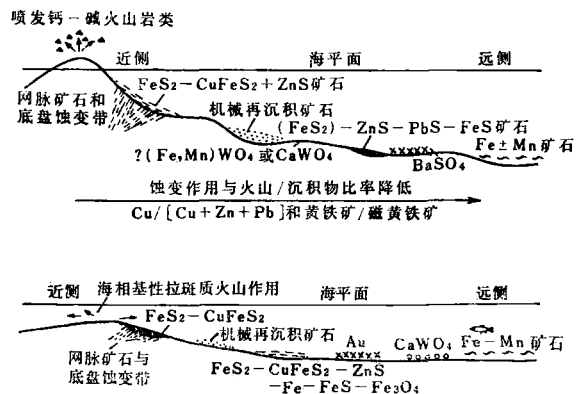 喷发钙－碱火山岩类
近侧
海平面
远侧
FeS2－CuFeS2＋ZnS矿石
网脉矿石和
底盘蚀变带
机械再沉积矿石
(FeS2)－ZnS－PbS－FeS矿石
Fe±Mn矿石
?(Fe,Mn)WO4或CaWO4
BaSO4
蚀变作用与火山/沉积物比率降低
Cu/[Cu+Zn+Pb]和黄铁矿/磁黄铁矿
近侧
海相基性拉斑质火山作用
海平面
远侧
FeS2－CuFeS2
机械再沉积矿石
Au
CaWO4
Fe－Mn矿石
网脉矿石与
底盘蚀变带
FeS2－CuFeS2－ZnS
－Fe－FeS－Fe3O4